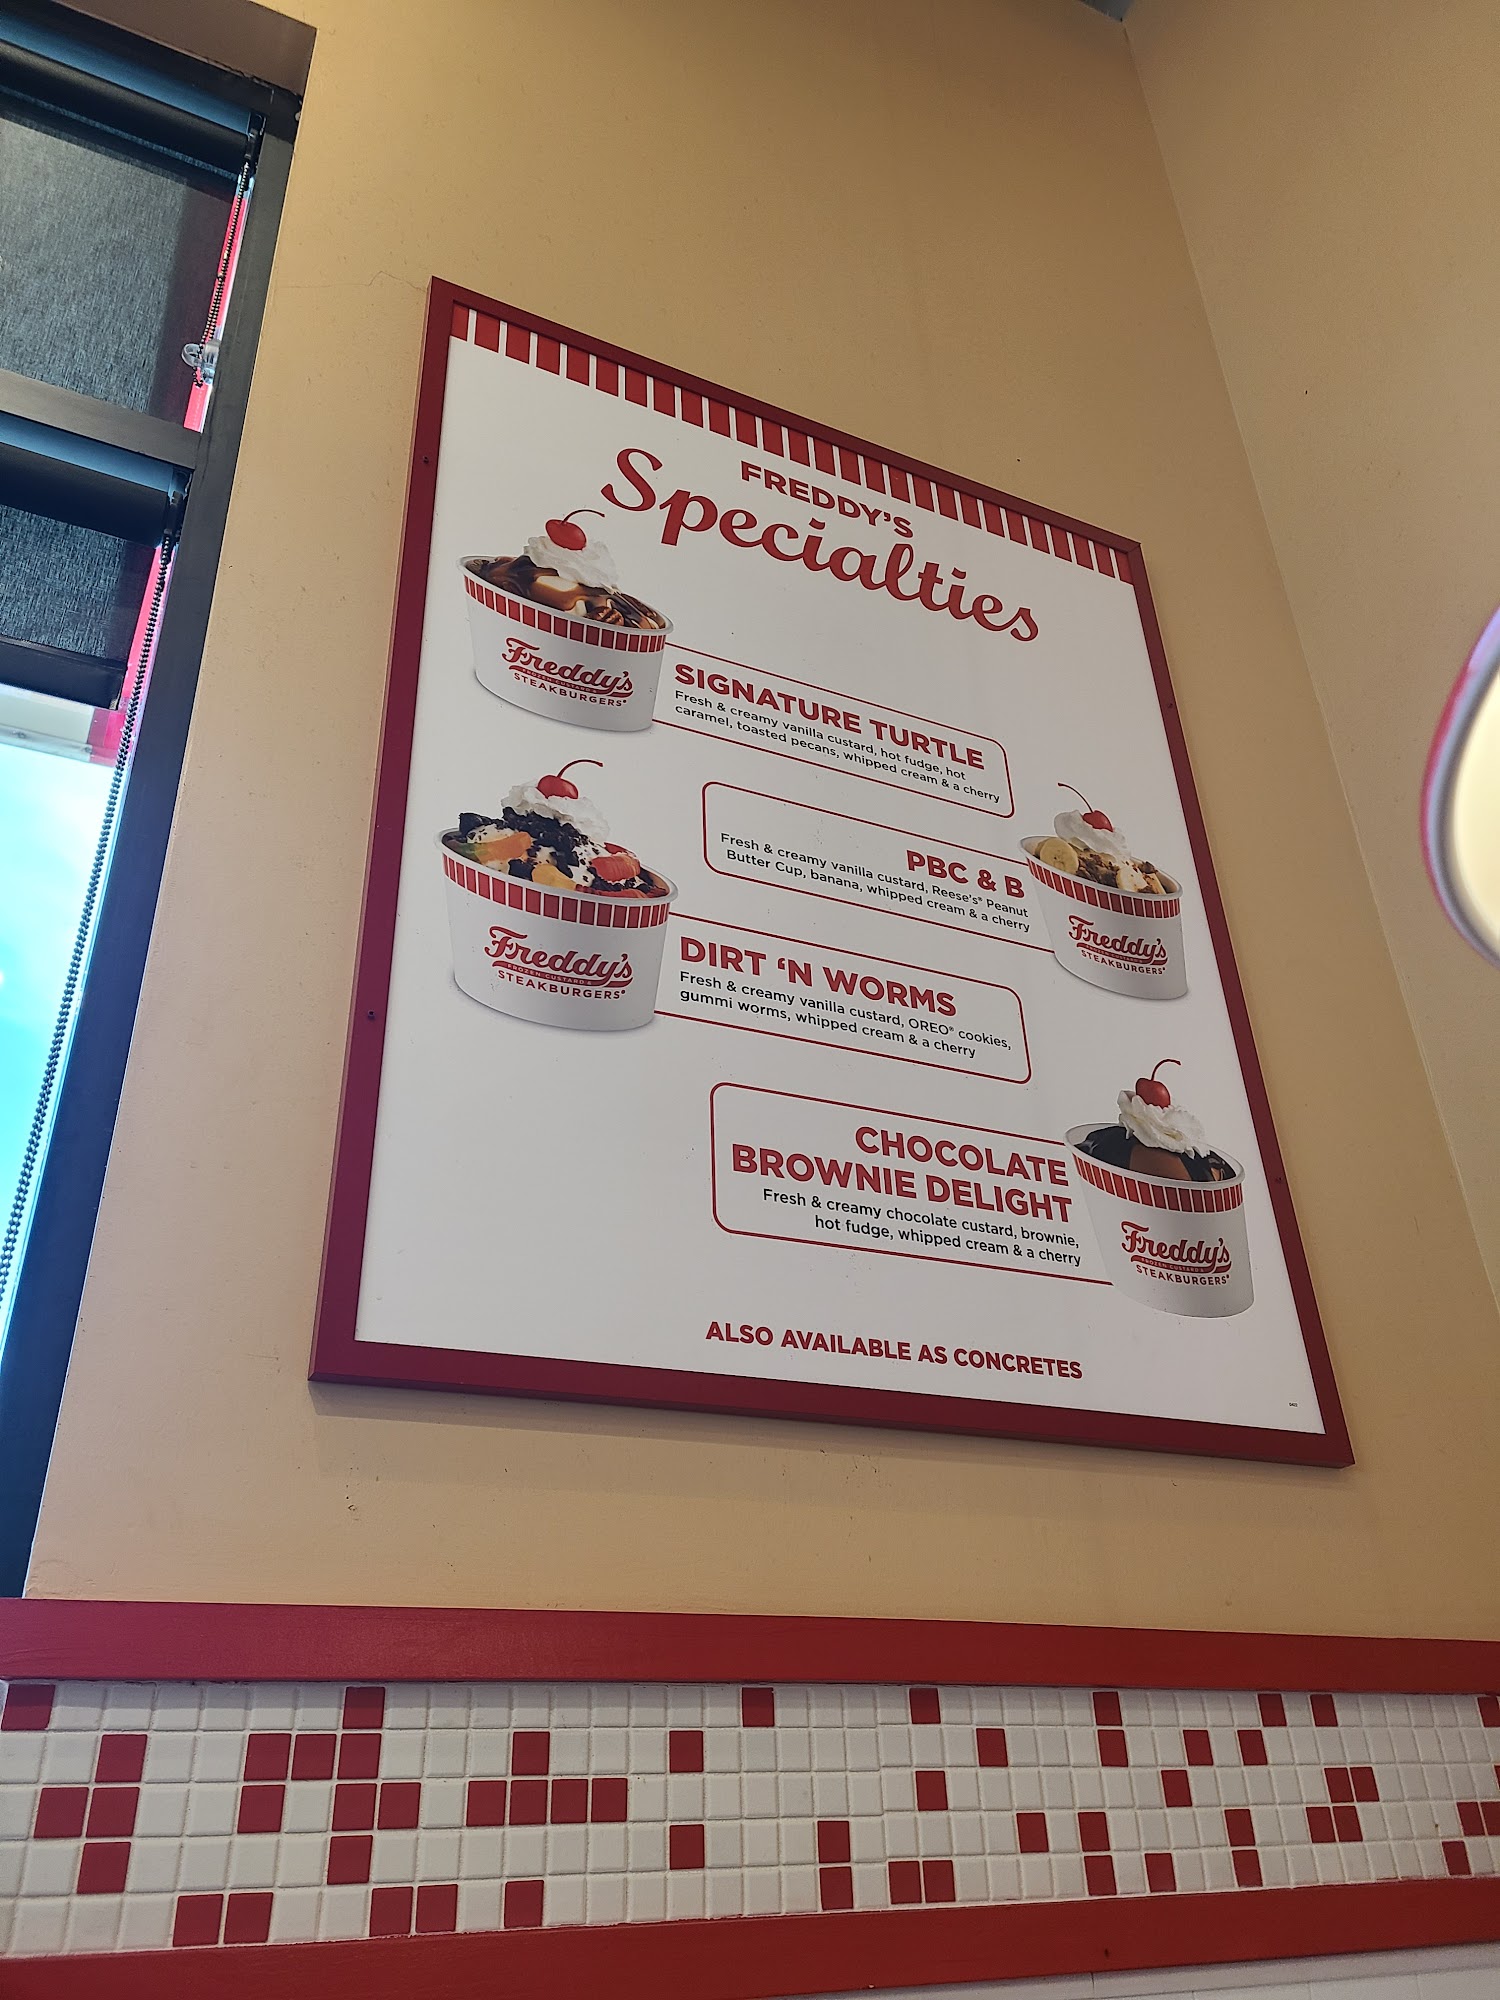 FREDDY'S
Specialties
Freddy's
FROZEN CUSTARD &
STEAKBURGERS®
SIGNATURE TURTLE
Fresh & creamy vanilla custard, hot fudge, hot
caramel, toasted pecans, whipped cream & a cherry
PBC & B
Fresh & creamy vanilla custard, Reese's® Peanut
Butter Cup, banana, whipped cream & a cherry
Freddy's
FROZEN CUSTARD &
STEAKBURGERS®
Freddy's
FROZEN CUSTARD &
STEAKBURGERS®
DIRT ‘N WORMS
Fresh & creamy vanilla custard, OREO® cookies,
gummi worms, whipped cream & a cherry
CHOCOLATE
BROWNIE DELIGHT
Fresh & creamy chocolate custard, brownie,
hot fudge, whipped cream & a cherry
Freddy's
FROZEN CUSTARD &
STEAKBURGERS®
ALSO AVAILABLE AS CONCRETES